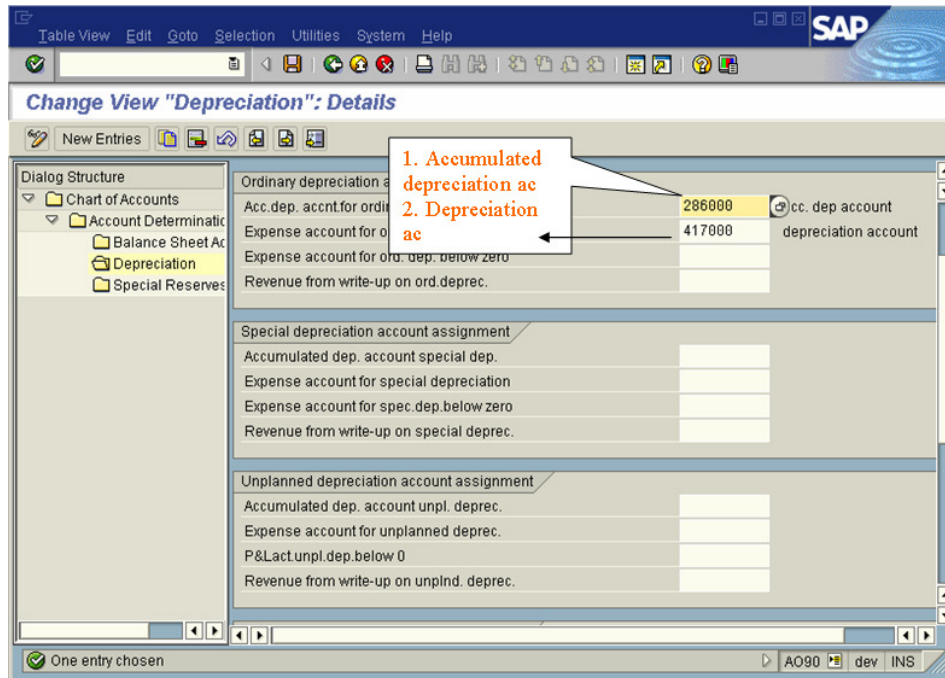 Table View Edit Goto Selection Utilities System Help
SAP
Change View "Depreciation": Details
New Entries
Dialog Structure
Chart of Accounts
Account Determinatic
Balance Sheet Ac
Depreciation
Special Reserves
1. Accumulated
depreciation ac
2. Depreciation
ac
Ordinary depreciation a
Acc.dep. accnt.for ordi 286000 cc. dep account
Expense account for o 417000 depreciation account
Expense account for ord. dep. below zero
Revenue from write-up on ord.deprec.
Special depreciation account assignment
Accumulated dep. account special dep.
Expense account for special depreciation
Expense account for spec.dep.below zero
Revenue from write-up on special deprec.
Unplanned depreciation account assignment
Accumulated dep. account unpl. deprec.
Expense account for unplanned deprec.
P&Lact.unpl.dep.below 0
Revenue from write-up on unplnd. deprec.
One entry chosen
AO90 dev INS